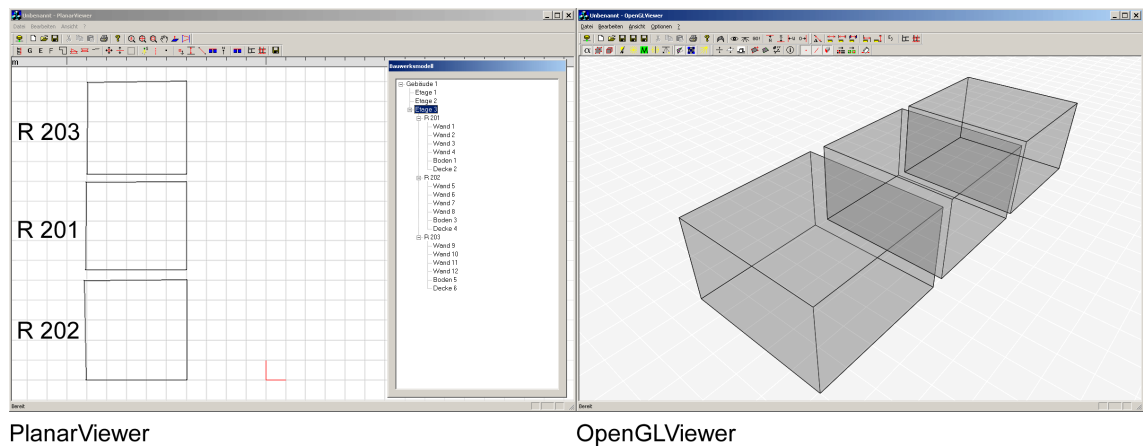 Unbenannt - PlanarViewer
Datei Bearbeiten Ansicht ?
G E F
m
R 203
R 201
R 202
Bauwerksmodell
Gebäude 1
Etage 1
Etage 2
Etage 3
R 201
Wand 1
Wand 2
Wand 3
Wand 4
Boden 1
Decke 2
R 202
Wand 5
Wand 6
Wand 7
Wand 8
Boden 3
Decke 4
R 203
Wand 9
Wand 10
Wand 11
Wand 12
Boden 5
Decke 6
Bereit
Unbenannt - OpenGLViewer
Datei Bearbeiten Ansicht Optionen ?
Bereit
PlanarViewer
OpenGLViewer